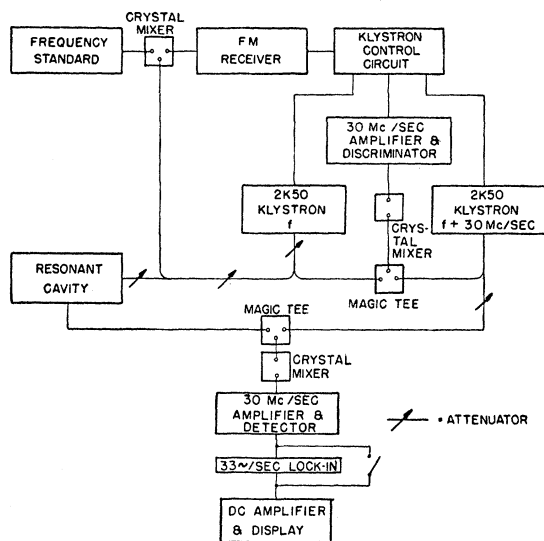 CRYSTAL
MIXER
FREQUENCY
STANDARD
FM
RECEIVER
KLYSTRON
CONTROL
CIRCUIT
30 Mc/SEC
AMPLIFIER &
DISCRIMINATOR
2K50
KLYSTRON
f
CRYS-
TAL
MIXER
2K50
KLYSTRON
f + 30 Mc/SEC
RESONANT
CAVITY
MAGIC TEE
MAGIC TEE
CRYSTAL
MIXER
30 Mc/SEC
AMPLIFIER &
DETECTOR
= ATTENUATOR
33~/SEC LOCK-IN
DC AMPLIFIER
& DISPLAY